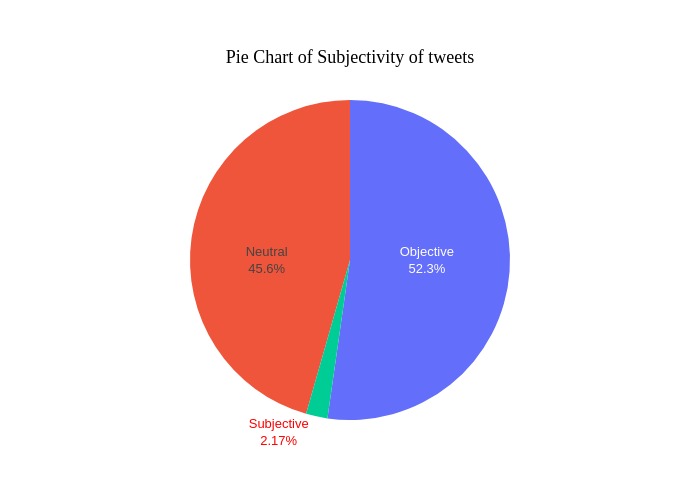 Pie Chart of Subjectivity of tweets
Neutral
45.6%
Objective
52.3%
Subjective
2.17%